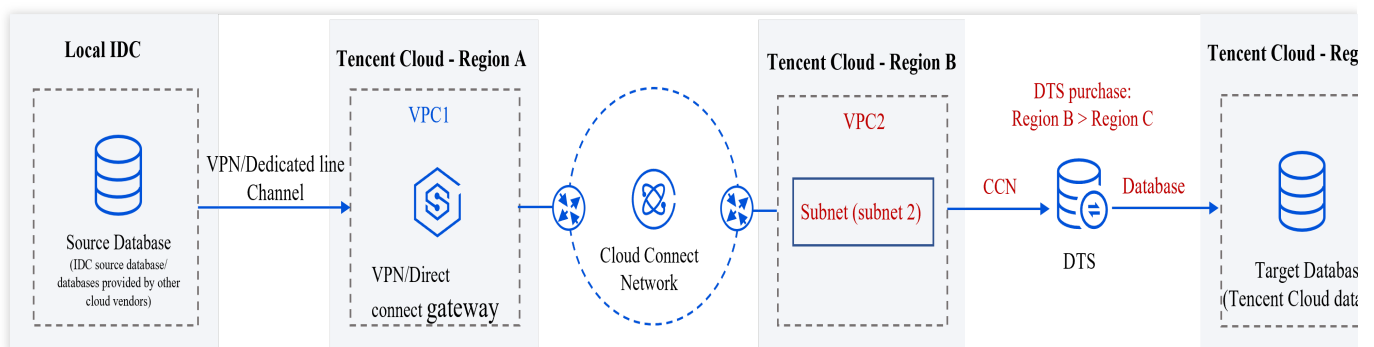 Local IDC
Source Database
(IDC source database/
databases provided by other
cloud vendors)
VPN/Dedicated line
Channel
Tencent Cloud - Region A
VPC1
VPN/Direct
connect gateway
Cloud Connect
Network
Tencent Cloud - Region B
VPC2
Subnet (subnet 2)
CCN
DTS purchase:
Region B > Region C
DTS
Database
Tencent Cloud - Reg
Target Databas
(Tencent Cloud data